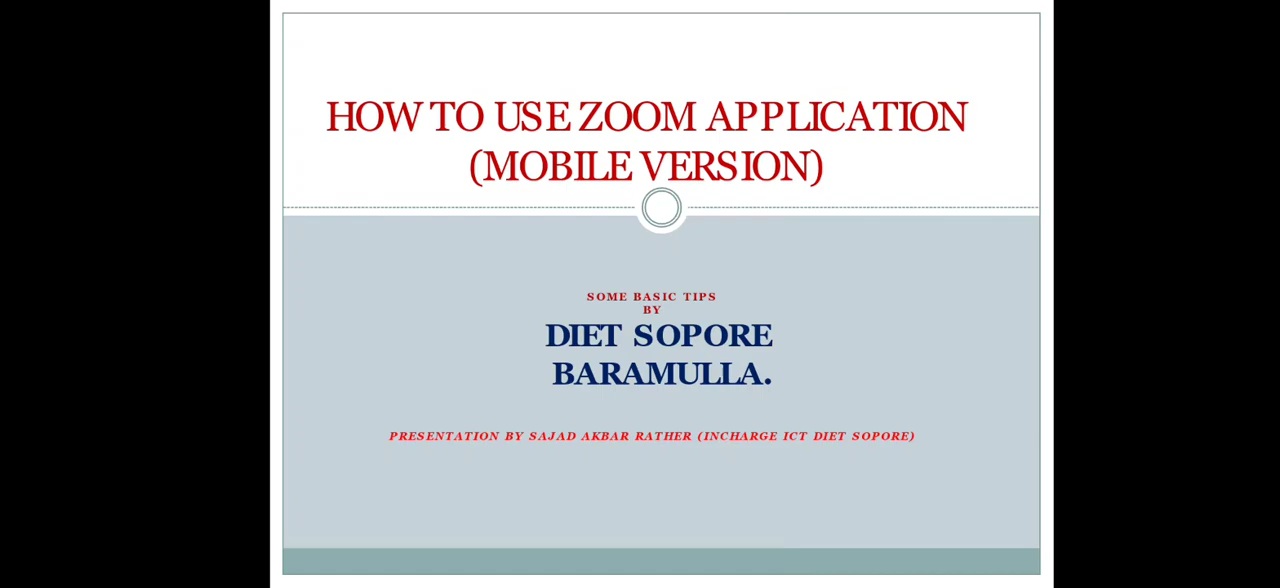 HOW TO USE ZOOM APPLICATION
(MOBILE VERSION)
SOME BASIC TIPS
BY
DIET SOPORE
BARAMULLA.
PRESENTATION BY SAJAD AKBAR RATHER (INCHARGE ICT DIET SOPORE)